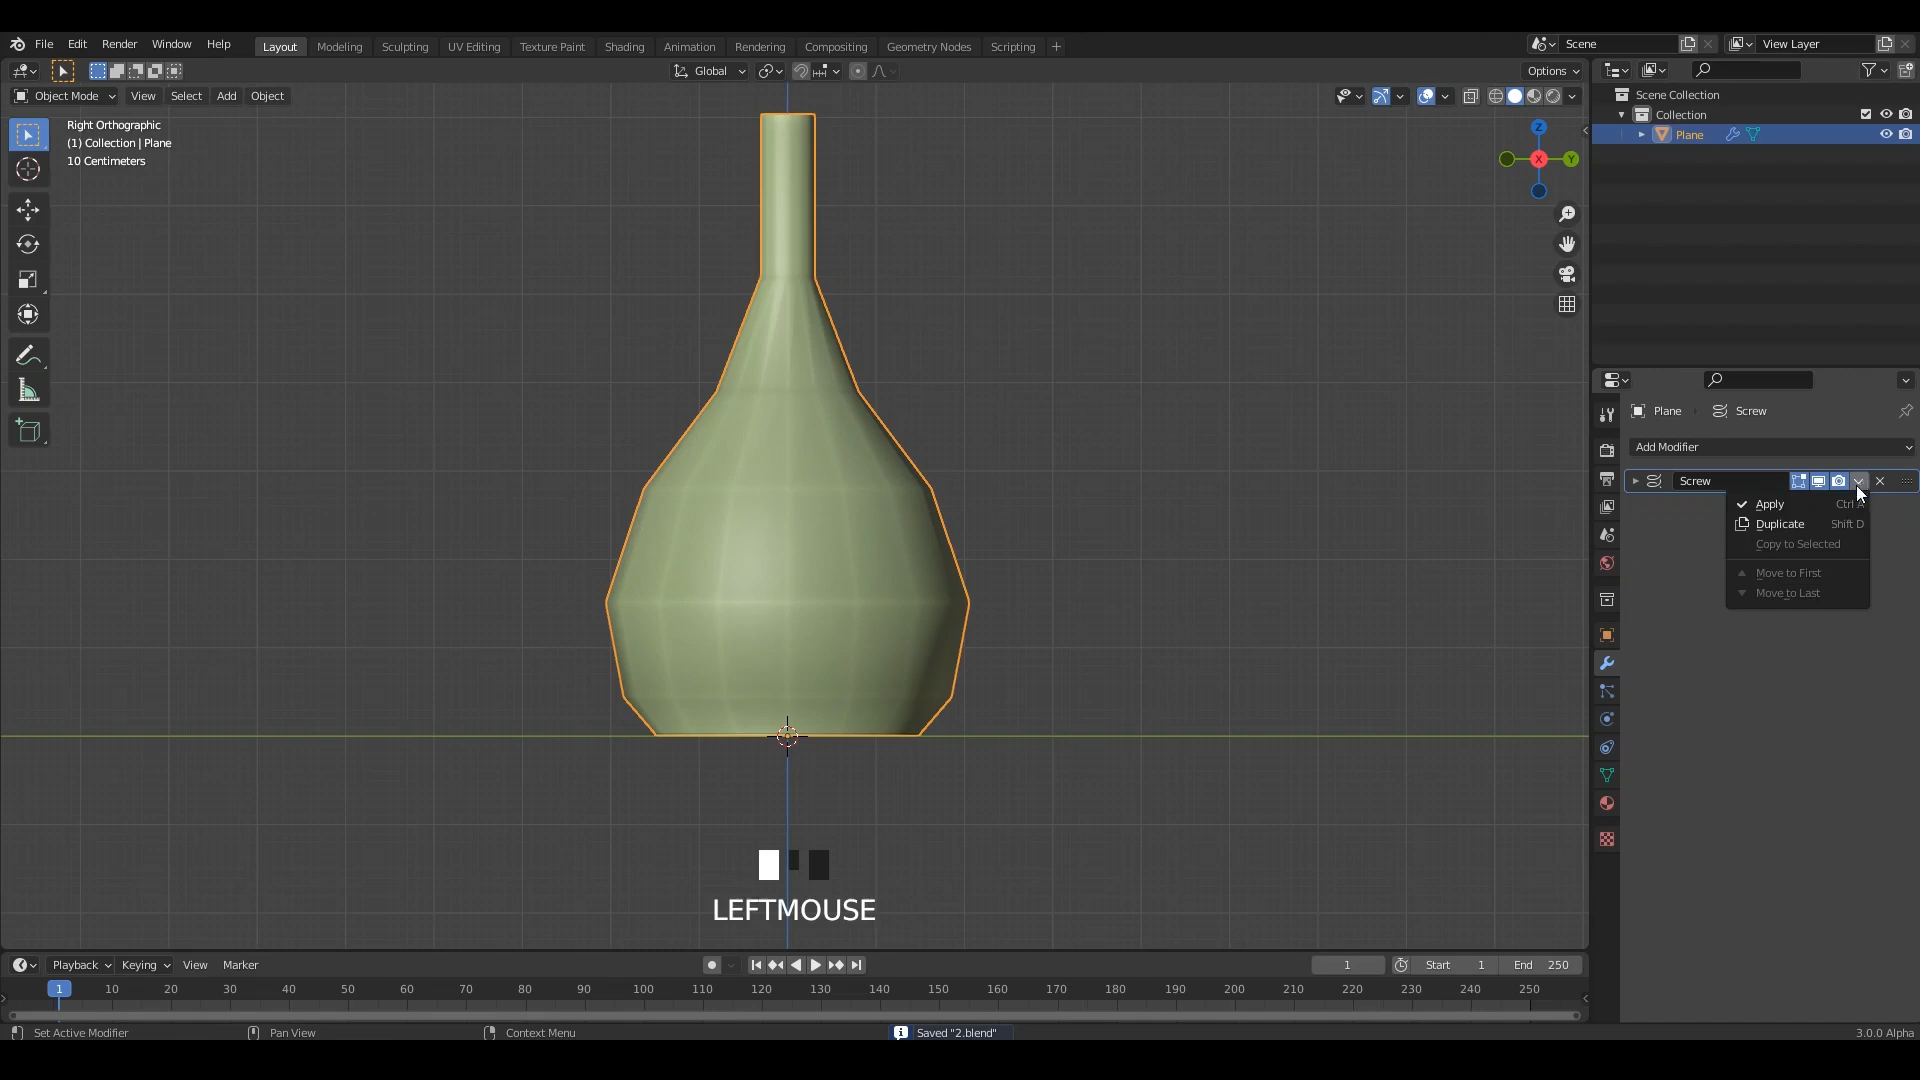 File Edit Render Window Help Layout Modeling Sculpting UV Editing Texture Paint Shading Animation Rendering Compositing Geometry Nodes Scripting + Scene View Layer
Global Options
Object Mode View Select Add Object
Right Orthographic
(1) Collection | Plane
10 Centimeters
Z
X
Y
Scene Collection
Collection
Plane
Plane Screw
Add Modifier
Screw
Apply Ctrl A
Duplicate Shift D
Copy to Selected
Move to First
Move to Last
LEFTMOUSE
Playback Keying View Marker 1 Start 1 End 250
1 10 20 30 40 50 60 70 80 90 100 110 120 130 140 150 160 170 180 190 200 210 220 230 240 250
Set Active Modifier Pan View Context Menu Saved "2.blend" 3.0.0 Alpha